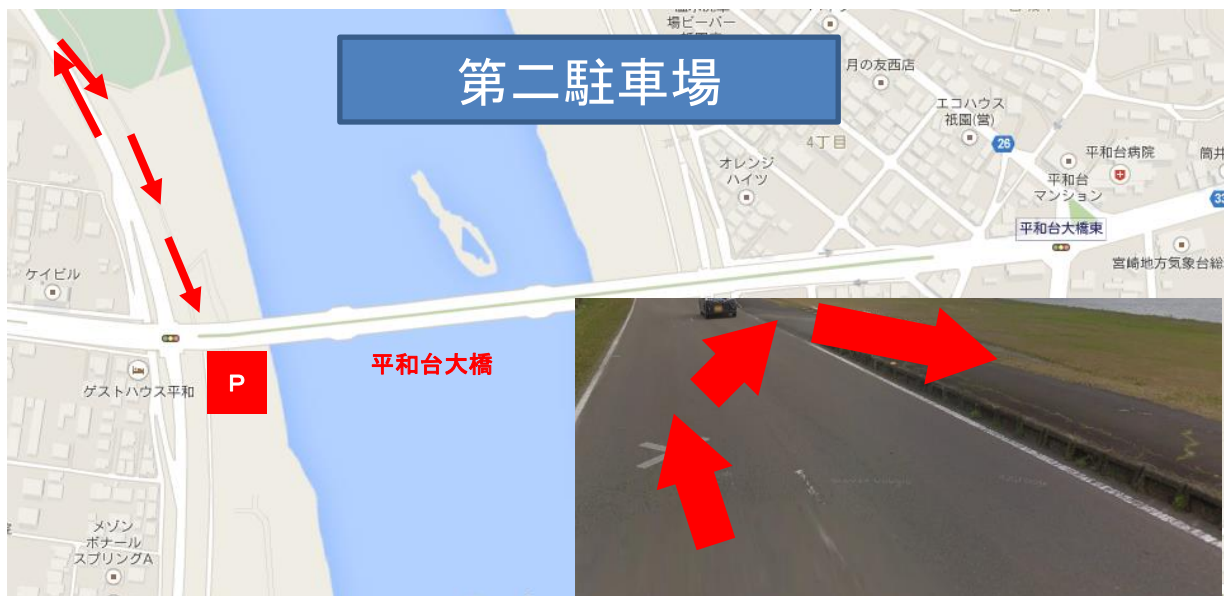 第二駐車場
場ビーバー
月の友西店
エコハウス
祇園(営)
26
4丁目
オレンジ
ハイツ
平和台病院
筒井
平和台
マンション
33
平和台大橋東
宮崎地方気象台総
ケイビル
平和台大橋
P
ゲストハウス平和
メゾン
ボナール
スプリングA